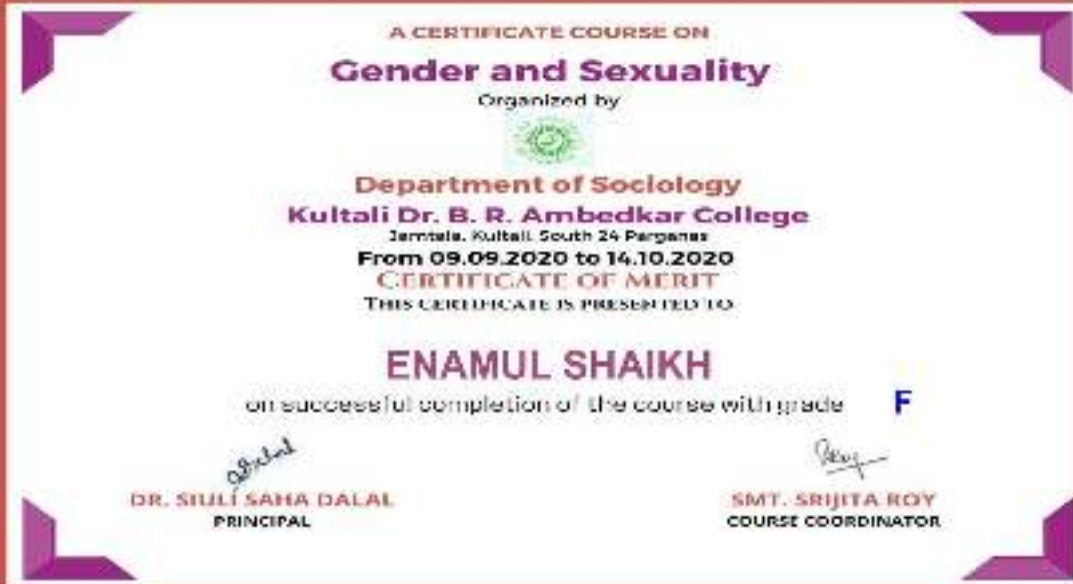 A CERTIFICATE COURSE ON
Gender and Sexuality
Organized by
Department of Sociology
Kultali Dr. B. R. Ambedkar College
Jamtala, Kultali, South 24 Parganas
From 09.09.2020 to 14.10.2020
CERTIFICATE OF MERIT
THIS CERTIFICATE IS PRESENTED TO
ENAMUL SHAIKH
on successful completion of the course with grade F
DR. SIULI SAHA DALAL
PRINCIPAL
SMT. SRIJITA ROY
COURSE COORDINATOR